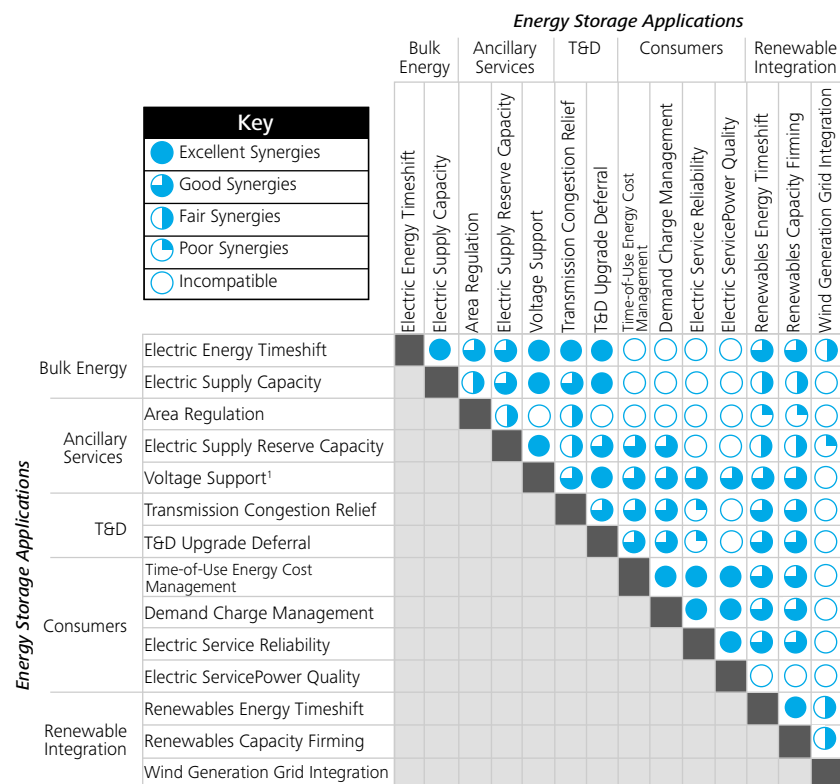 Energy Storage Applications
Bulk
Energy
Ancillary
Services
T&D
Consumers
Renewable
Integration
Key
Excellent Synergies
Good Synergies
Fair Synergies
Poor Synergies
Incompatible
Electric Energy Timeshift
Electric Supply Capacity
Area Regulation
Electric Supply Reserve Capacity
Voltage Support
Transmission Congestion Relief
T&D Upgrade Deferral
Time-of-Use Energy Cost
Management
Demand Charge Management
Electric Service Reliability
Electric ServicePower Quality
Renewables Energy Timeshift
Renewables Capacity Firming
Wind Generation Grid Integration
Energy Storage Applications
Bulk Energy
Electric Energy Timeshift
Electric Supply Capacity
Ancillary
Services
Area Regulation
Electric Supply Reserve Capacity
Voltage Support¹
T&D
Transmission Congestion Relief
T&D Upgrade Deferral
Consumers
Time-of-Use Energy Cost
Management
Demand Charge Management
Electric Service Reliability
Electric ServicePower Quality
Renewable
Integration
Renewables Energy Timeshift
Renewables Capacity Firming
Wind Generation Grid Integration